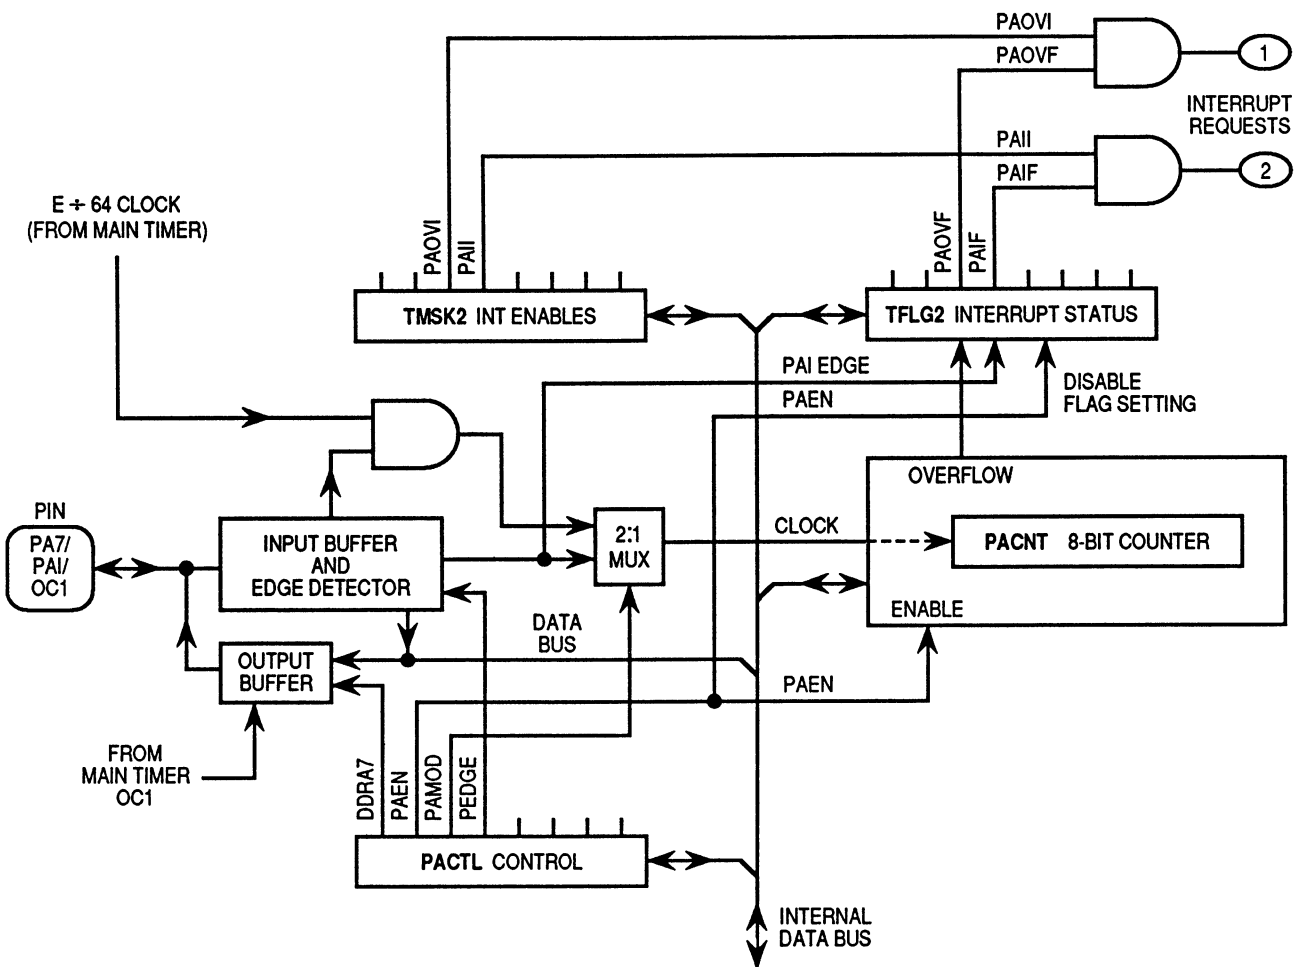 PAOVI
1
PAOVF
INTERRUPT
REQUESTS
PAII
2
PAIF
E ÷ 64 CLOCK
(FROM MAIN TIMER)
PAOVI
PAII
PAOVF
PAIF
TMSK2 INT ENABLES
TFLG2 INTERRUPT STATUS
PAI EDGE
DISABLE
FLAG SETTING
PAEN
OVERFLOW
PIN
PA7/
PAI/
OC1
INPUT BUFFER
AND
EDGE DETECTOR
2:1
MUX
CLOCK
PACNT 8-BIT COUNTER
ENABLE
DATA
BUS
OUTPUT
BUFFER
PAEN
FROM
MAIN TIMER
OC1
DDRA7
PAEN
PAMOD
PEDGE
PACTL CONTROL
INTERNAL
DATA BUS